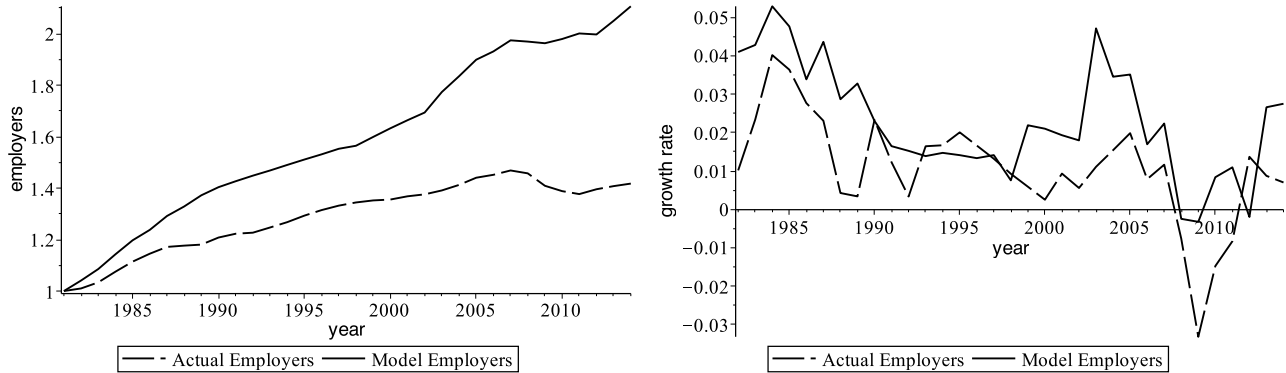 employers
2
1.8
1.6
1.4
1.2
1
1985 1990 1995 2000 2005 2010
year
Actual Employers Model Employers
growth rate
0.05
0.04
0.03
0.02
0.01
0
−0.01
−0.02
−0.03
1985 1990 1995 2000 2005 2010
year
Actual Employers Model Employers